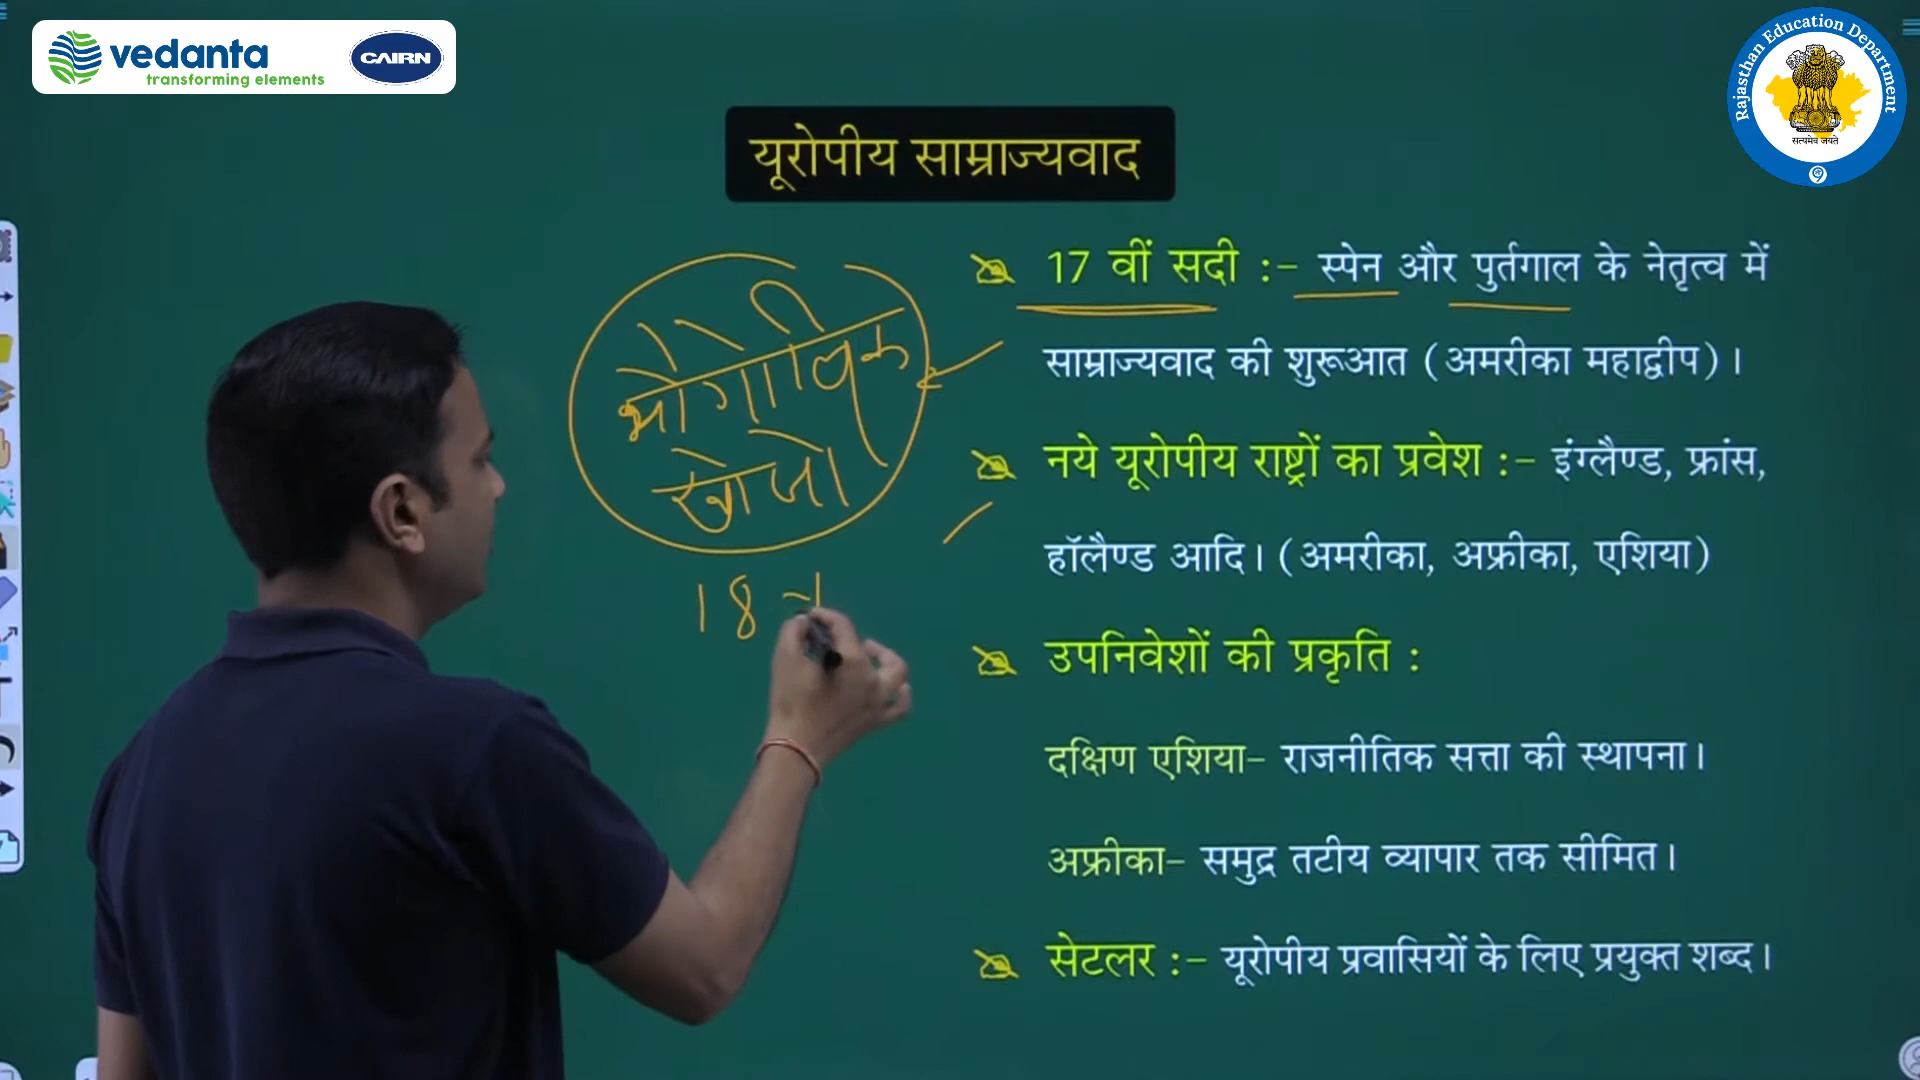 vedanta
transforming elements
CAIRN
Rajasthan Education Department
सत्यमेव जयते
यूरोपीय साम्राज्यवाद
भौगोलिक
खोजो
18
17 वीं सदी :– स्पेन और पुर्तगाल के नेतृत्व में
साम्राज्यवाद की शुरूआत (अमरीका महाद्वीप)।
नये यूरोपीय राष्ट्रों का प्रवेश :– इंग्लैण्ड, फ्रांस,
हॉलैण्ड आदि। (अमरीका, अफ्रीका, एशिया)
उपनिवेशों की प्रकृति :
दक्षिण एशिया– राजनीतिक सत्ता की स्थापना।
अफ्रीका– समुद्र तटीय व्यापार तक सीमित।
सेटलर :– यूरोपीय प्रवासियों के लिए प्रयुक्त शब्द।